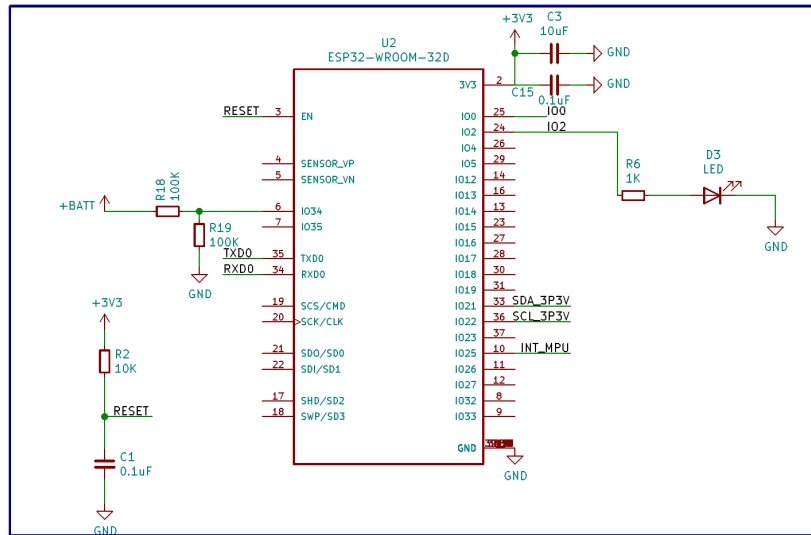 +3V3
C3
10uF
GND
C15
0.1uF
GND
U2
ESP32-WROOM-32D
3V3
2
RESET
3
EN
IO0
25
IO0
IO2
24
IO2
IO4
26
SENSOR_VP
4
IO5
29
SENSOR_VN
5
IO12
14
IO13
16
R6
1K
D3
LED
GND
+BATT
R18
100K
6
IO34
IO14
13
7
IO35
IO15
23
R19
100K
GND
IO16
27
TXD0
35
TXD0
IO17
28
RXD0
34
RXD0
IO18
30
IO19
31
19
SCS/CMD
IO21
33
SDA_3P3V
20
SCK/CLK
IO22
36
SCL_3P3V
IO23
37
21
SDO/SD0
IO25
10
INT_MPU
22
SDI/SD1
IO26
11
IO27
12
17
SHD/SD2
IO32
8
18
SWP/SD3
IO33
9
GND
GND
+3V3
R2
10K
RESET
C1
0.1uF
GND